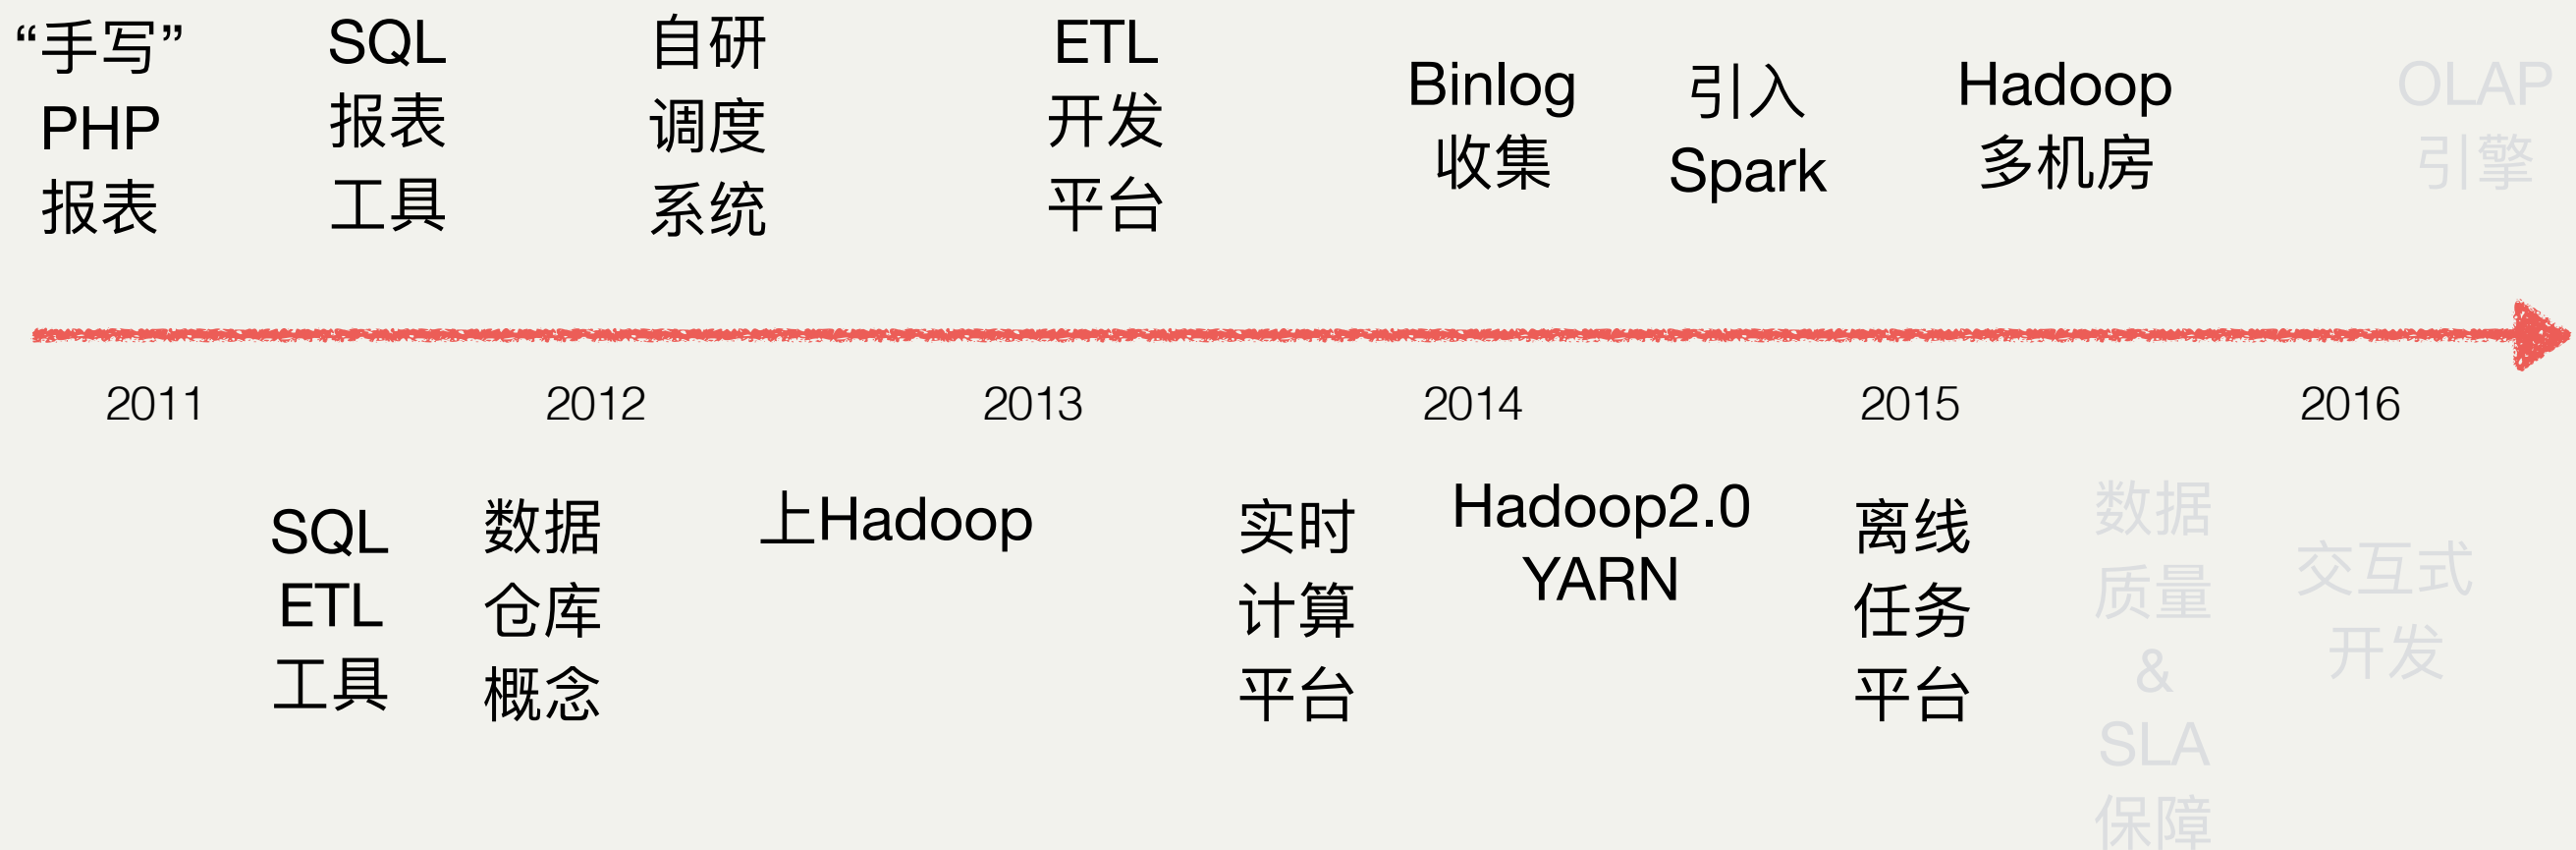 “手写”
PHP
报表
SQL
报表
工具
自研
调度
系统
ETL
开发
平台
Binlog
收集
引入
Spark
Hadoop
多机房
OLAP
引擎
2011
2012
2013
2014
2015
2016
SQL
ETL
工具
数据
仓库
概念
上Hadoop
实时
计算
平台
Hadoop2.0
YARN
离线
任务
平台
数据
质量
&
SLA
保障
交互式
开发